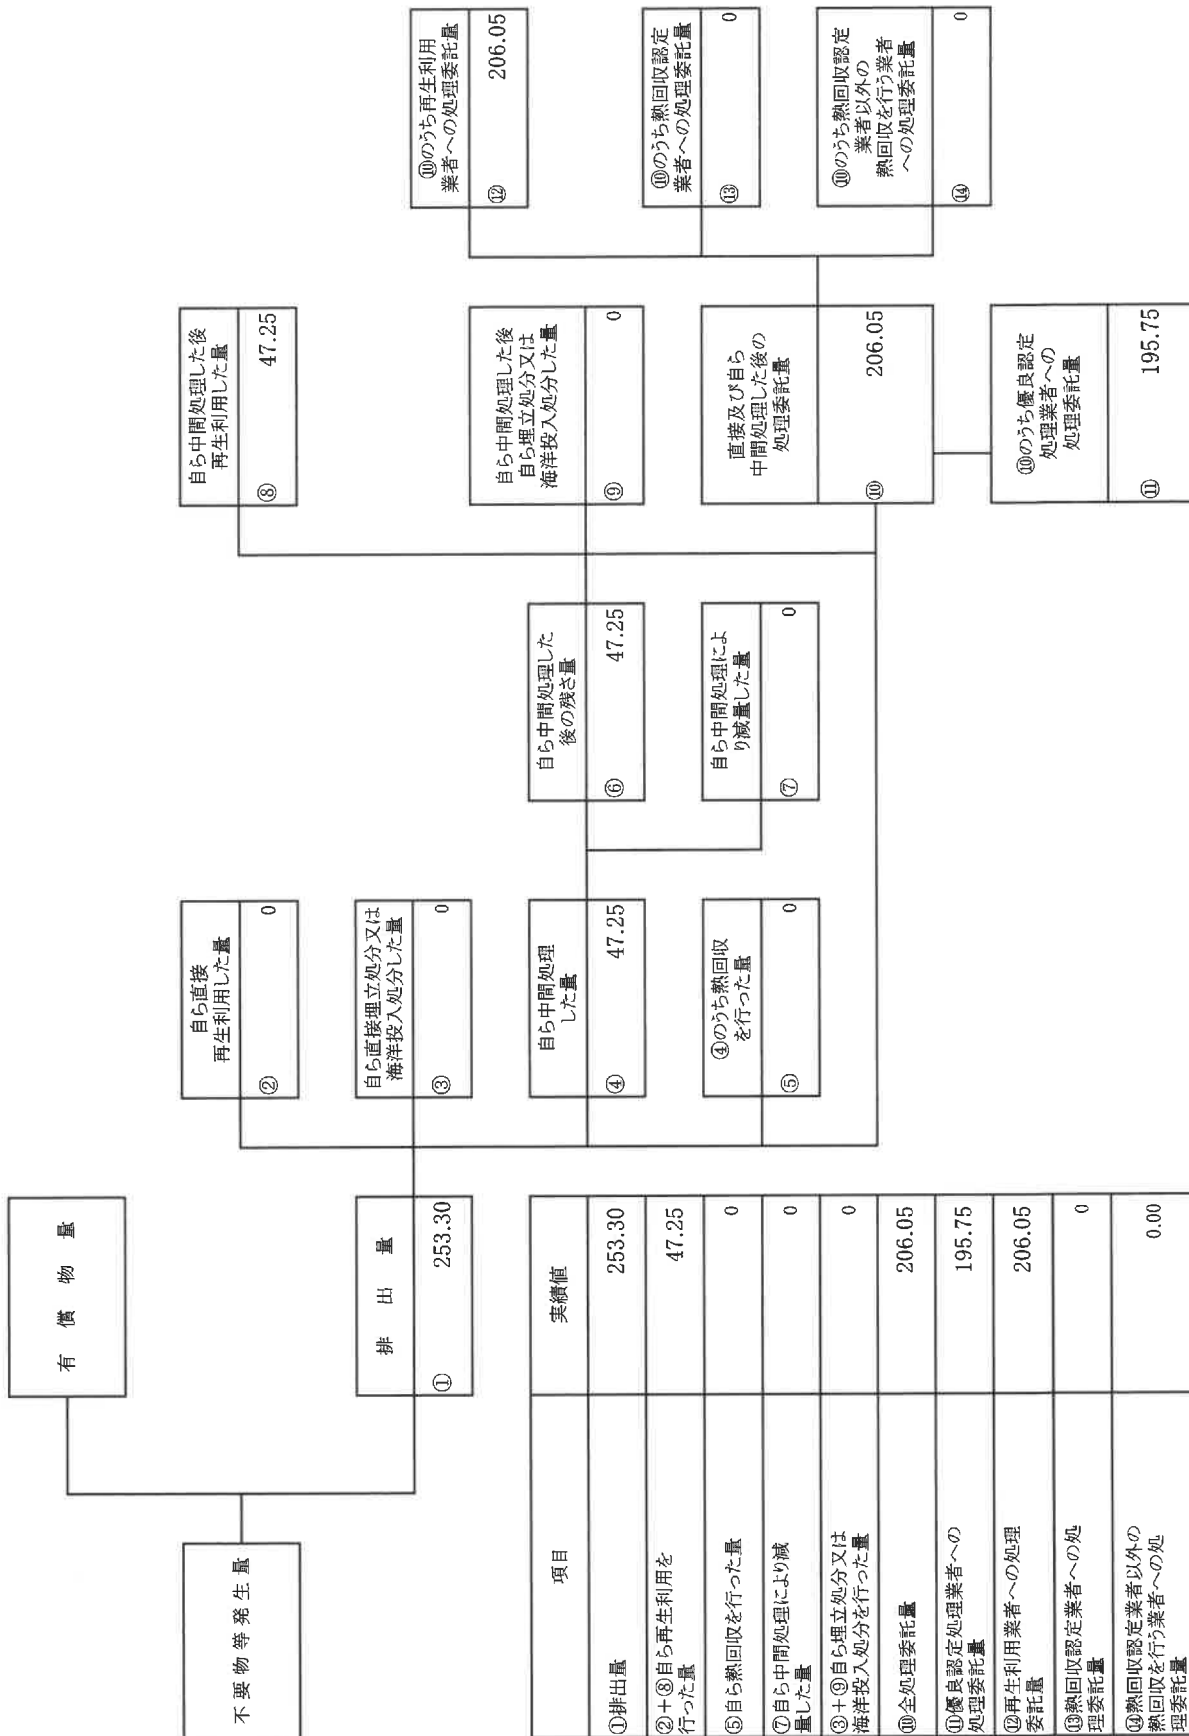 不要物等発生量
有償物量
排出量
①
253.30
自ら直接
再生利用した量
②
0
自ら直接埋立処分又は
海洋投入処分した量
③
0
自ら中間処理
した量
④
47.25
④のうち熱回収
を行った量
⑤
0
自ら中間処理した
後の残さ量
⑥
47.25
自ら中間処理によ
り減量した量
⑦
0
自ら中間処理した後
再生利用した量
⑧
47.25
自ら中間処理した後
自ら埋立処分又は
海洋投入処分した量
⑨
0
直接及び自ら
中間処理した後の
処理委託量
⑩
206.05
⑩のうち優良認定
処理業者への
処理委託量
⑪
195.75
⑩のうち再生利用
業者への処理委託量
⑫
206.05
⑩のうち熱回収認定
業者への処理委託量
⑬
0
⑩のうち熱回収認定
業者以外の
熱回収を行う業者
への処理委託量
⑭
0
項目
実績値
①排出量
253.30
②+⑧自ら再生利用を
行った量
47.25
⑤自ら熱回収を行った量
0
⑦自ら中間処理により減
量した量
0
③+⑨自ら埋立処分又は
海洋投入処分を行った量
0
⑩全処理委託量
206.05
⑪優良認定処理業者への
処理委託量
195.75
⑫再生利用業者への処理
委託量
206.05
⑬熱回収認定業者への処
理委託量
0
⑭熱回収認定業者以外の
熱回収を行う業者への処
理委託量
0.00